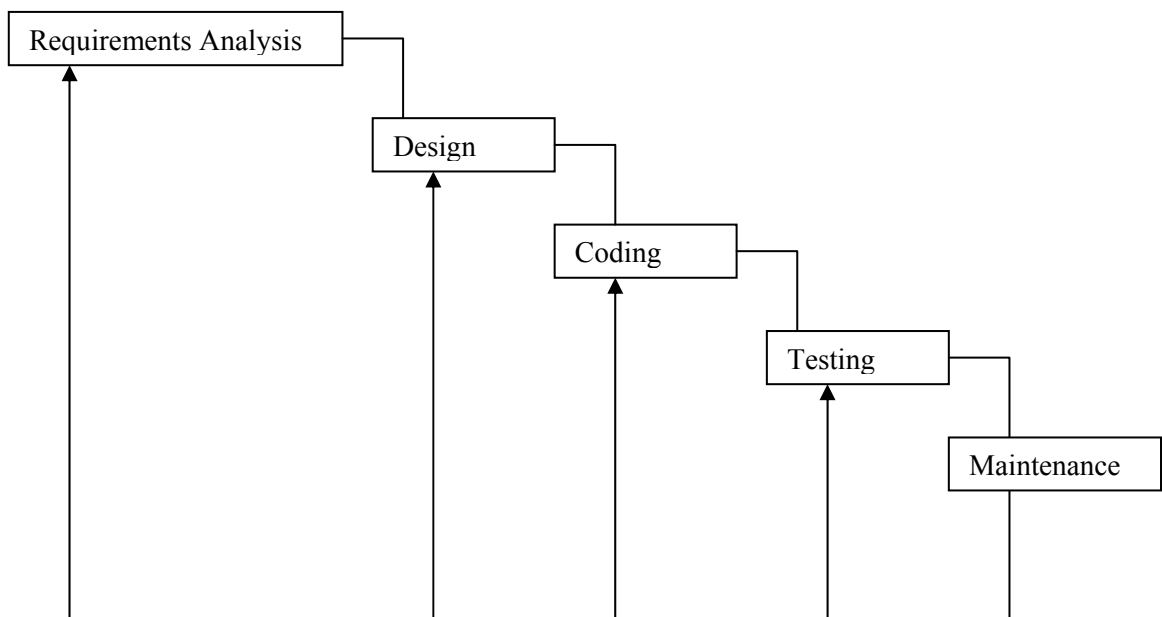 Requirements Analysis
Design
Coding
Testing
Maintenance